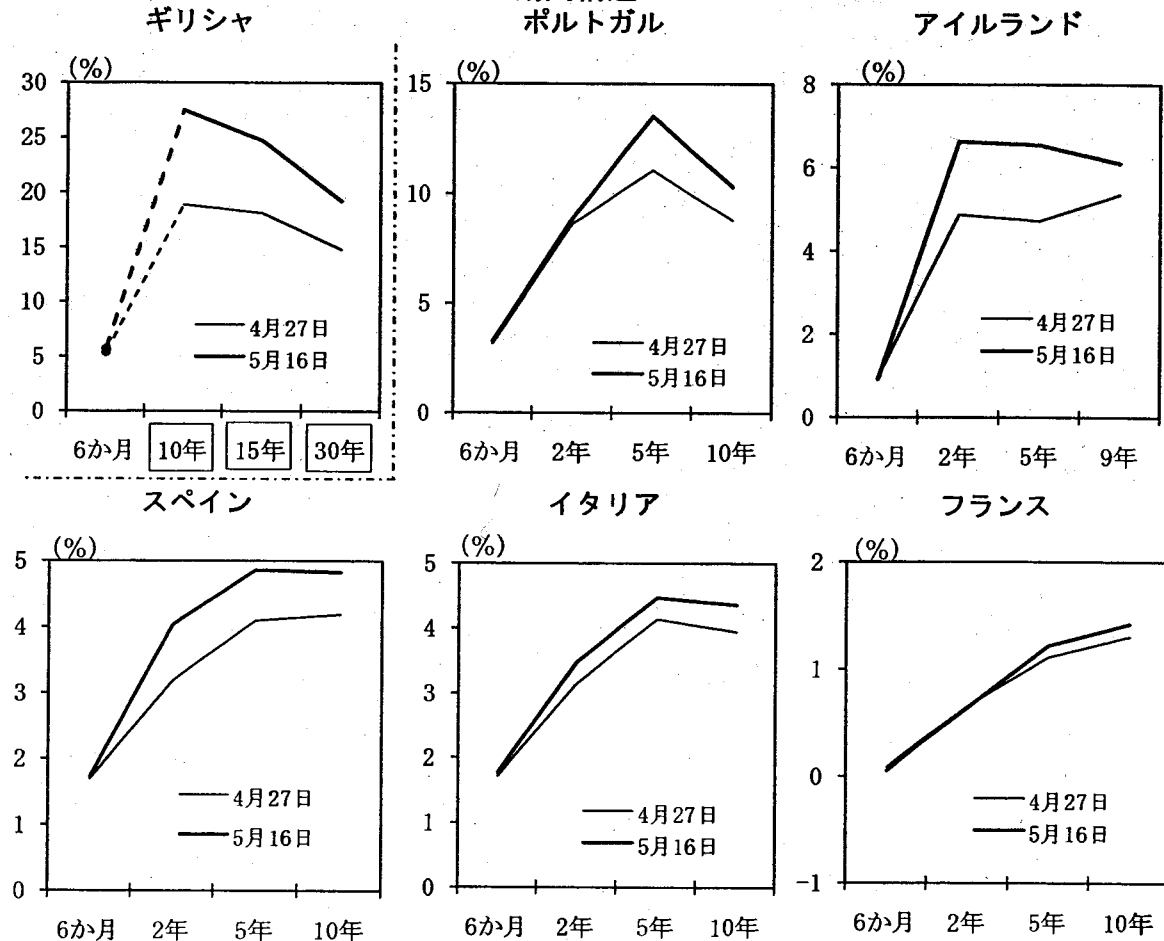 ギリシャ
ポルトガル
アイルランド
(%)
30
25
20
15
10
5
0
4月27日
5月16日
6か月 10年 15年 30年
(%)
15
10
5
0
4月27日
5月16日
6か月 2年 5年 10年
(%)
8
6
4
2
0
4月27日
5月16日
6か月 2年 5年 9年
スペイン
イタリア
フランス
(%)
5
4
3
2
1
0
4月27日
5月16日
6か月 2年 5年 10年
(%)
5
4
3
2
1
0
4月27日
5月16日
6か月 2年 5年 10年
(%)
2
1
0
-1
4月27日
5月16日
6か月 2年 5年 10年